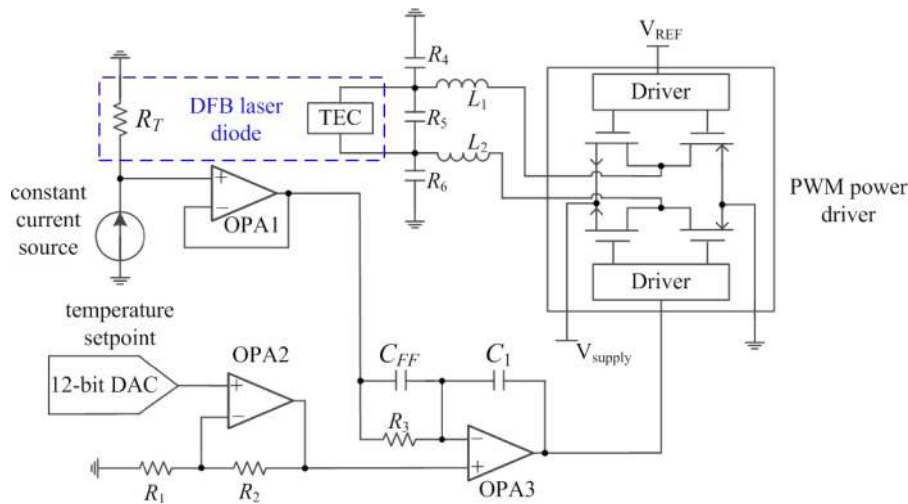 V_REF
R_4
Driver
DFB laser
diode
TEC
R_T
R_5
L_1
L_2
R_6
constant
current
source
+
−
OPA1
PWM power
driver
Driver
temperature
setpoint
V_supply
12-bit DAC
OPA2
+
−
C_FF
C_1
R_3
−
+
OPA3
R_1
R_2